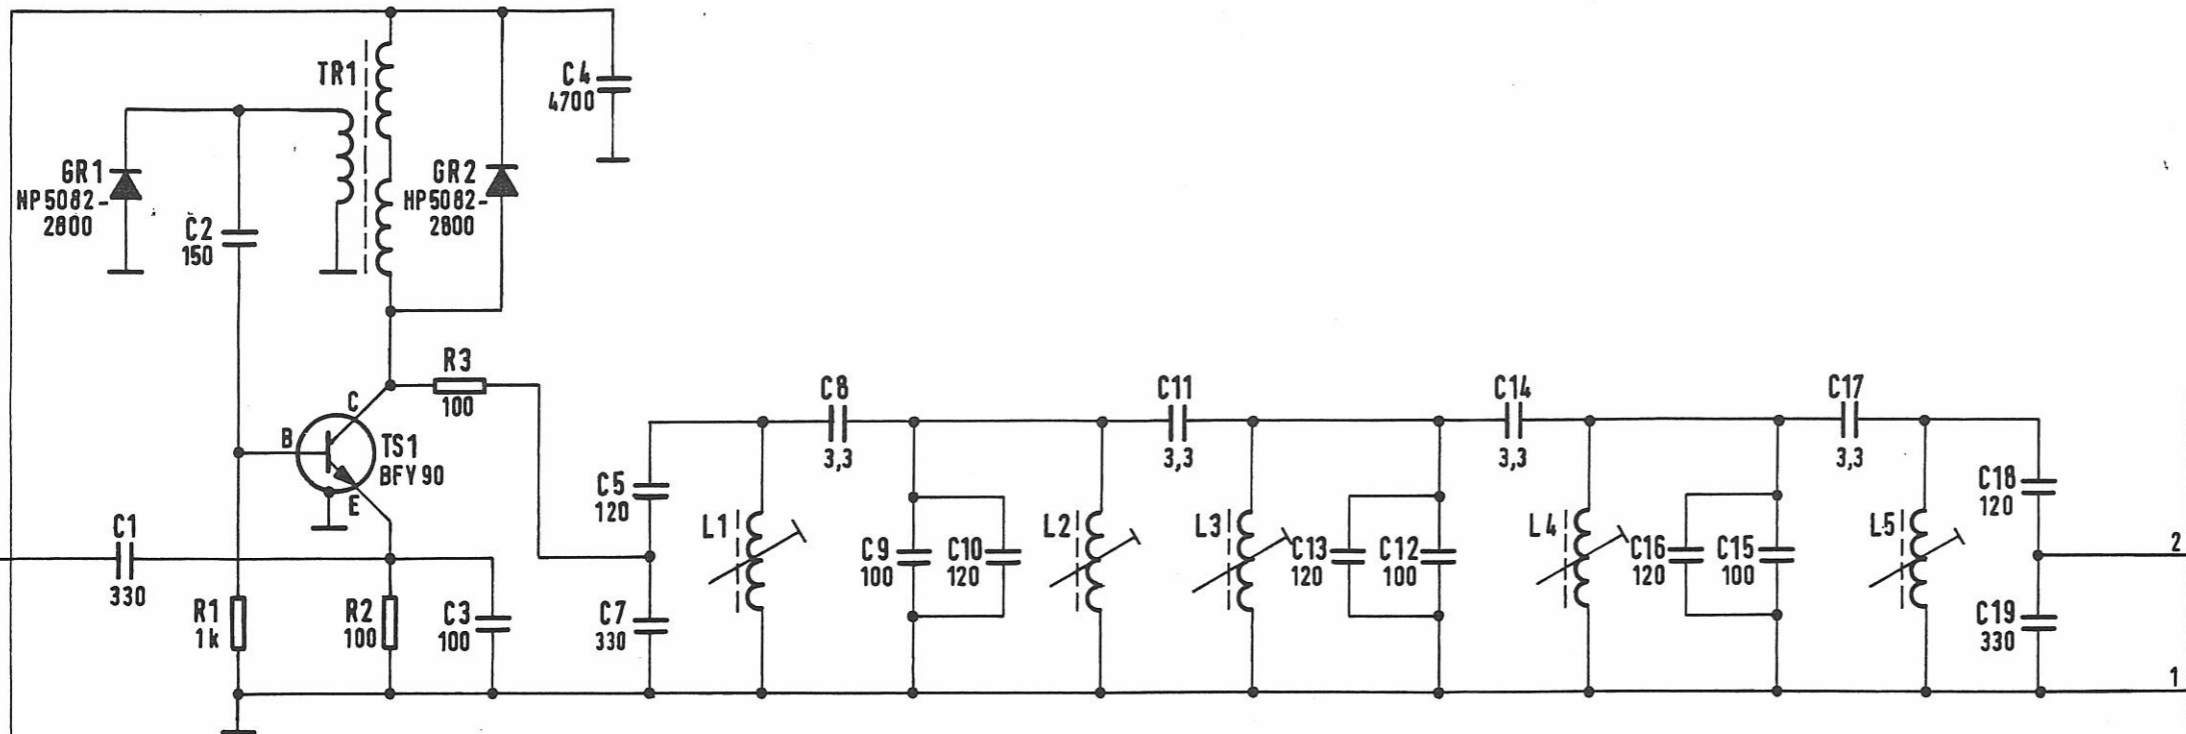 TR1
C4
4700
GR1
HP5082-
2800
C2
150
GR2
HP5082-
2800
R3
100
C
B
TS1
BFY90
E
C1
330
R1
1k
R2
100
C3
100
C5
120
C7
330
L1
C8
3,3
C9
100
C10
120
L2
C11
3,3
L3
C13
120
C12
100
C14
3,3
L4
C16
120
C15
100
C17
3,3
L5
C18
120
C19
330
2
1